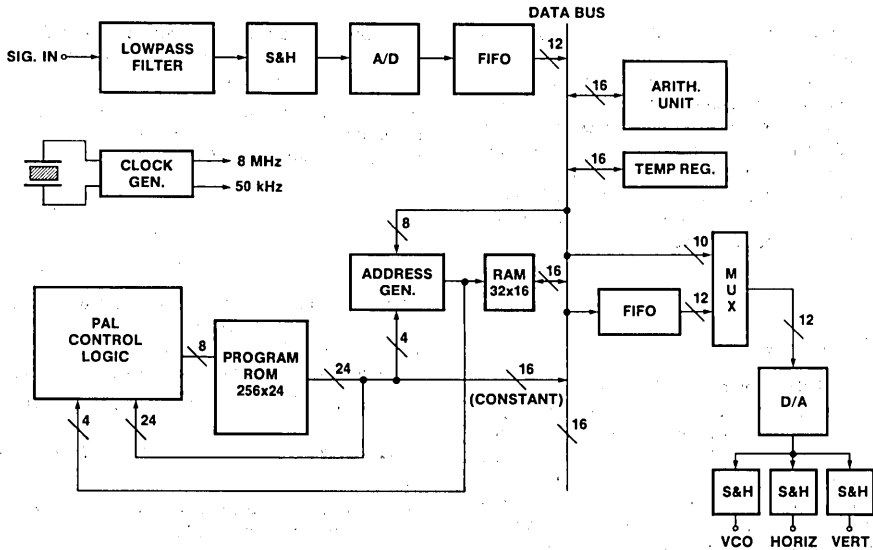 DATA BUS
SIG. IN
LOWPASS
FILTER
S&H
A/D
FIFO
12
16
ARITH.
UNIT
CLOCK
GEN.
8 MHz
50 kHz
16
TEMP REG.
8
ADDRESS
GEN.
RAM
32x16
16
10
MUX
FIFO
12
12
PAL
CONTROL
LOGIC
8
PROGRAM
ROM
256x24
24
4
16
(CONSTANT)
16
4
24
D/A
S&H
S&H
S&H
VCO
HORIZ
VERT